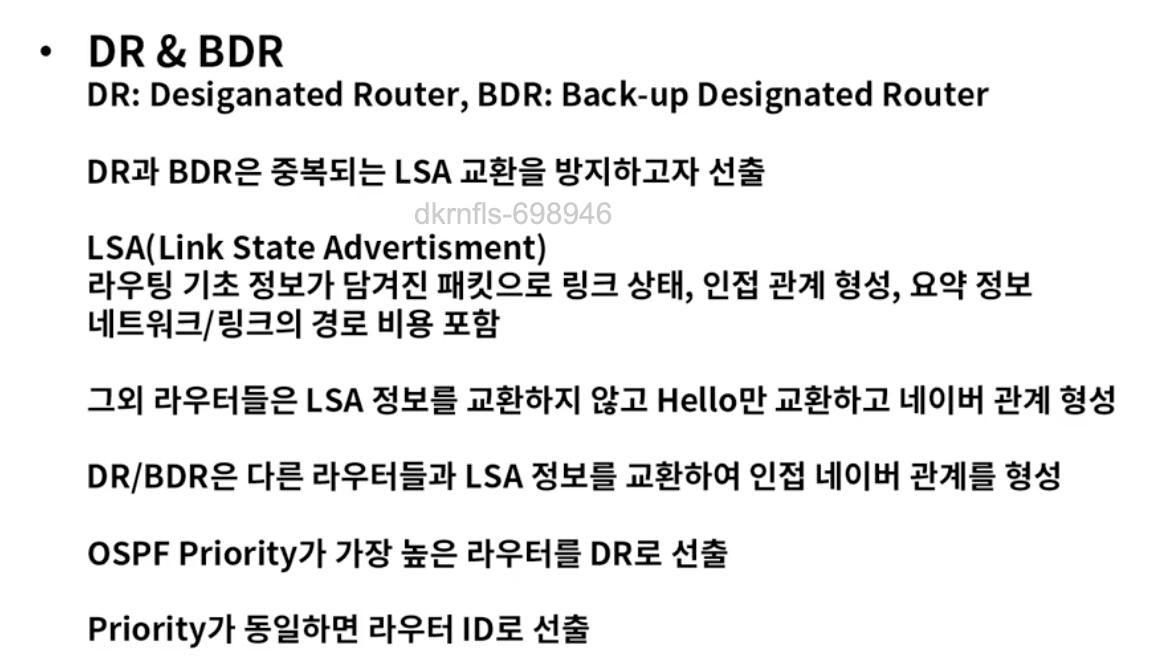 • DR & BDR
DR: Desiganated Router, BDR: Back-up Designated Router
DR과 BDR은 중복되는 LSA 교환을 방지하고자 선출
dkrnfls-698946
LSA(Link State Advertisment)
라우팅 기초 정보가 담겨진 패킷으로 링크 상태, 인접 관계 형성, 요약 정보
네트워크/링크의 경로 비용 포함
그외 라우터들은 LSA 정보를 교환하지 않고 Hello만 교환하고 네이버 관계 형성
DR/BDR은 다른 라우터들과 LSA 정보를 교환하여 인접 네이버 관계를 형성
OSPF Priority가 가장 높은 라우터를 DR로 선출
Priority가 동일하면 라우터 ID로 선출